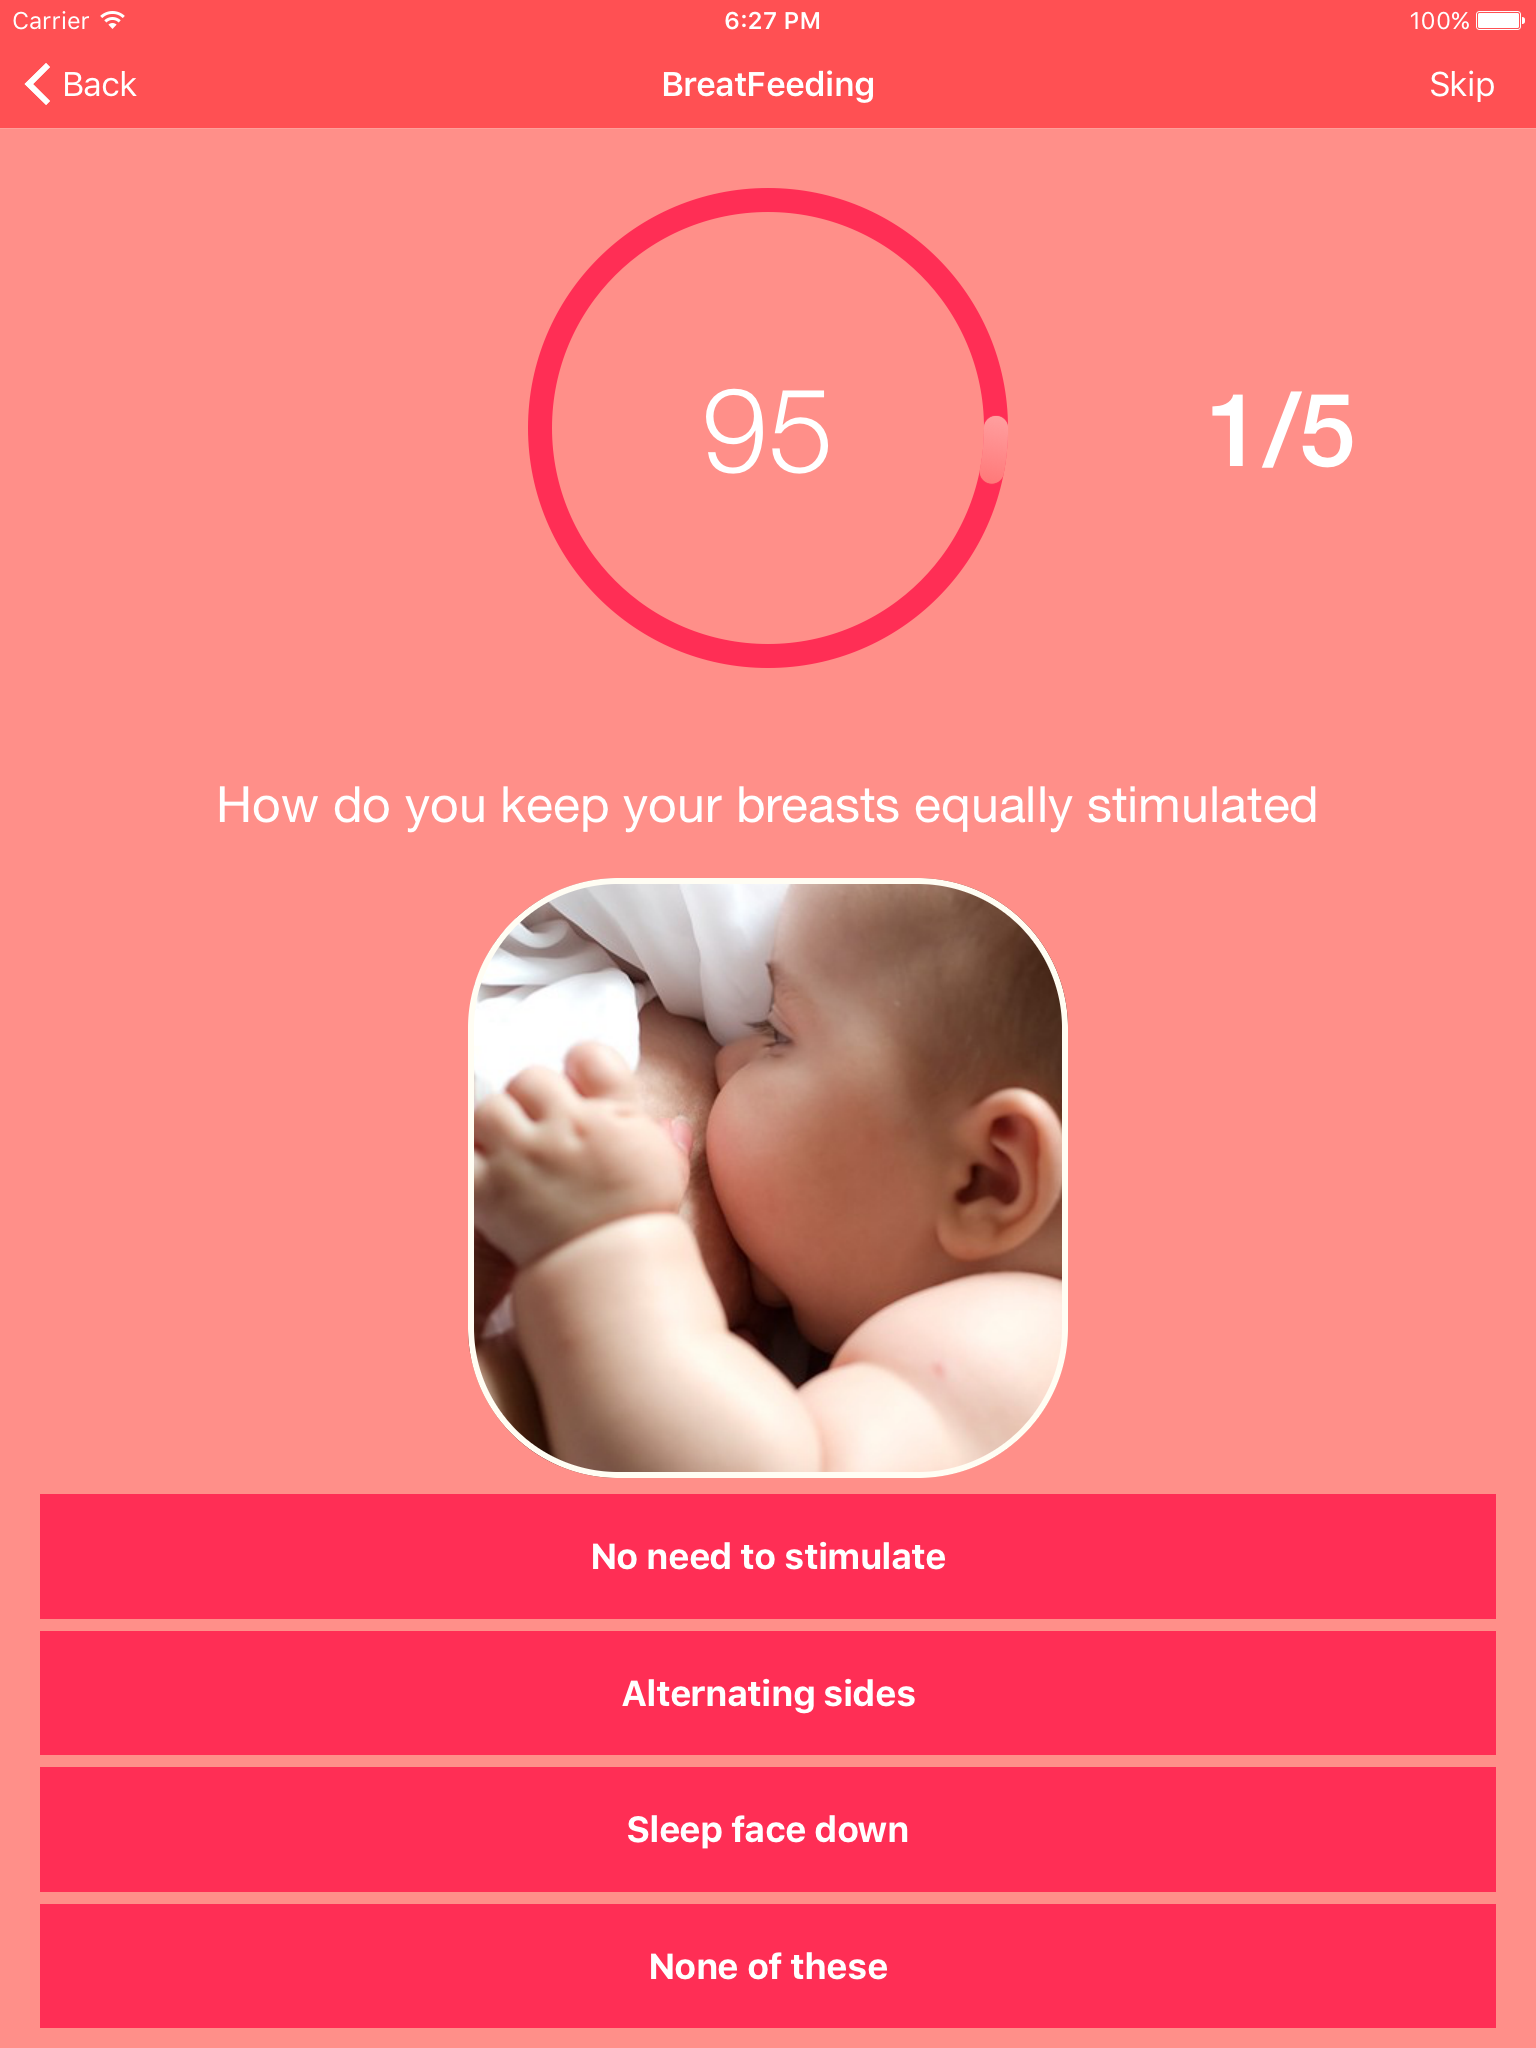 Carrier 6:27 PM 100%
Back BreatFeeding Skip
95
1/5
How do you keep your breasts equally stimulated
No need to stimulate
Alternating sides
Sleep face down
None of these